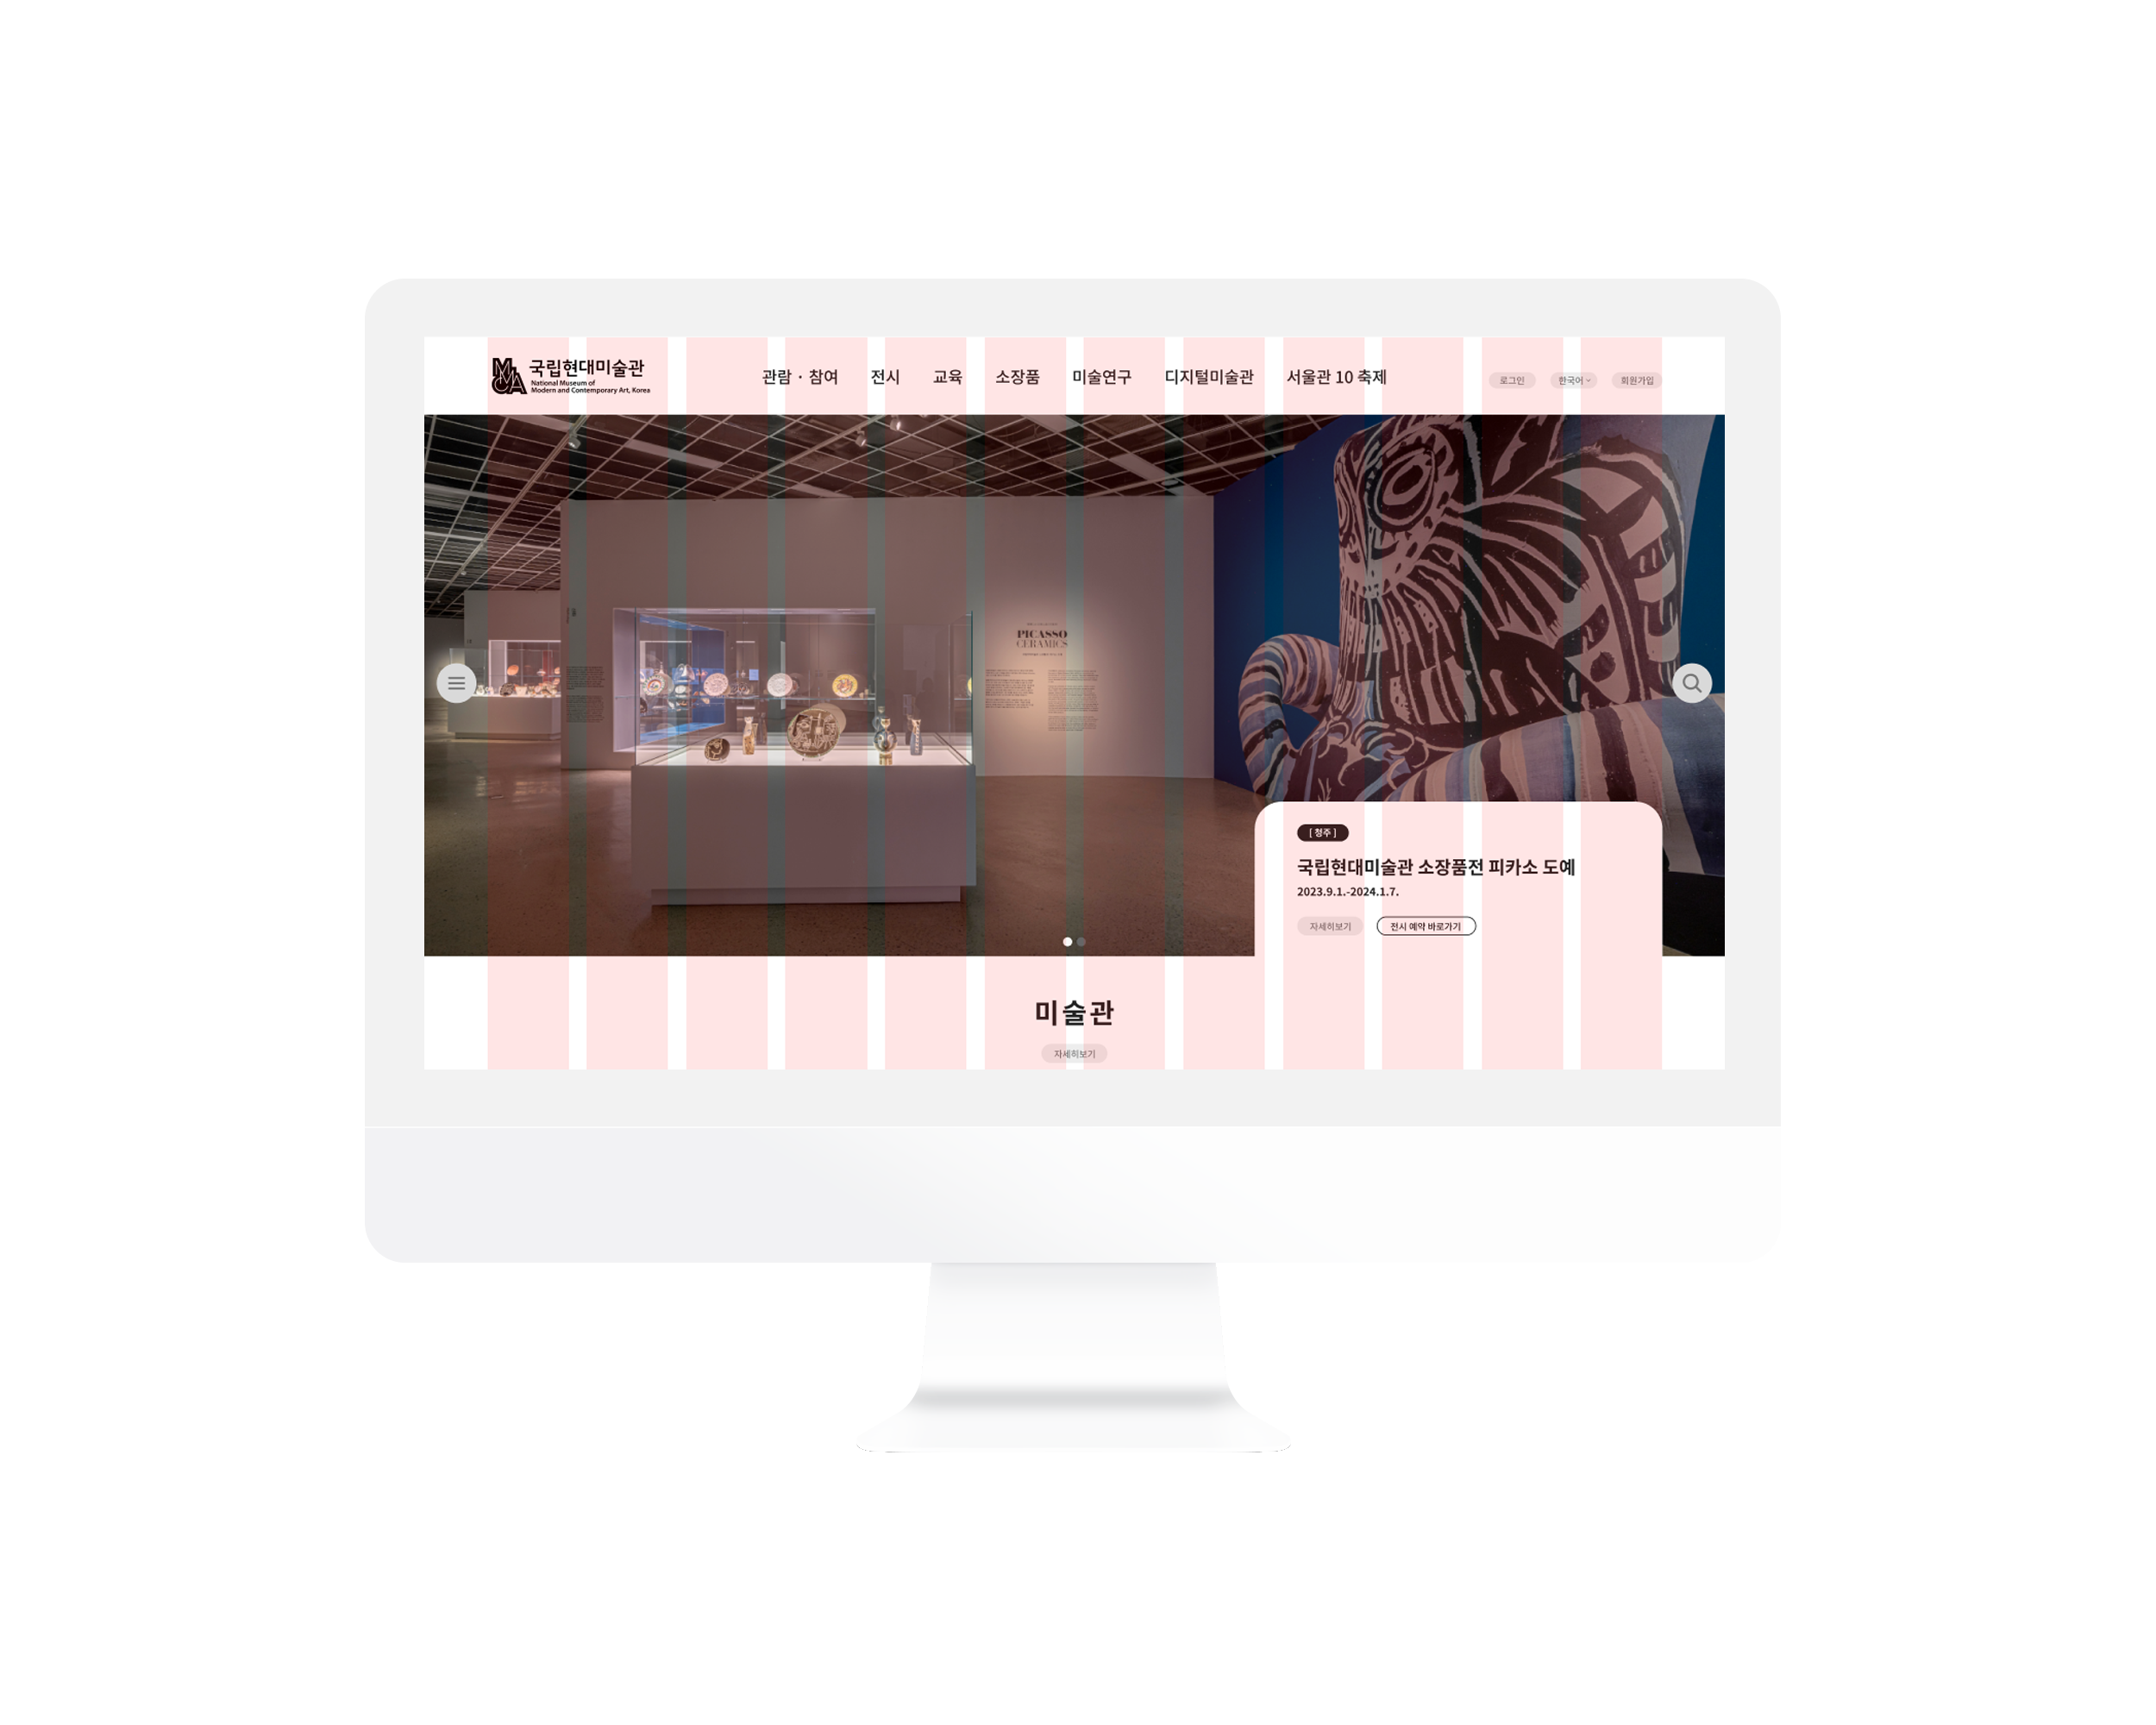 MMCA 국립현대미술관
National Museum of
Modern and Contemporary Art, Korea
관람 · 참여 전시 교육 소장품 미술연구 디지털미술관 서울관 10 축제
로그인 한국어 회원가입
PICASSO
CERAMICS
[ 청주 ]
국립현대미술관 소장품전 피카소 도예
2023.9.1.-2024.1.7.
자세히보기 전시 예약 바로가기
미술관
자세히보기